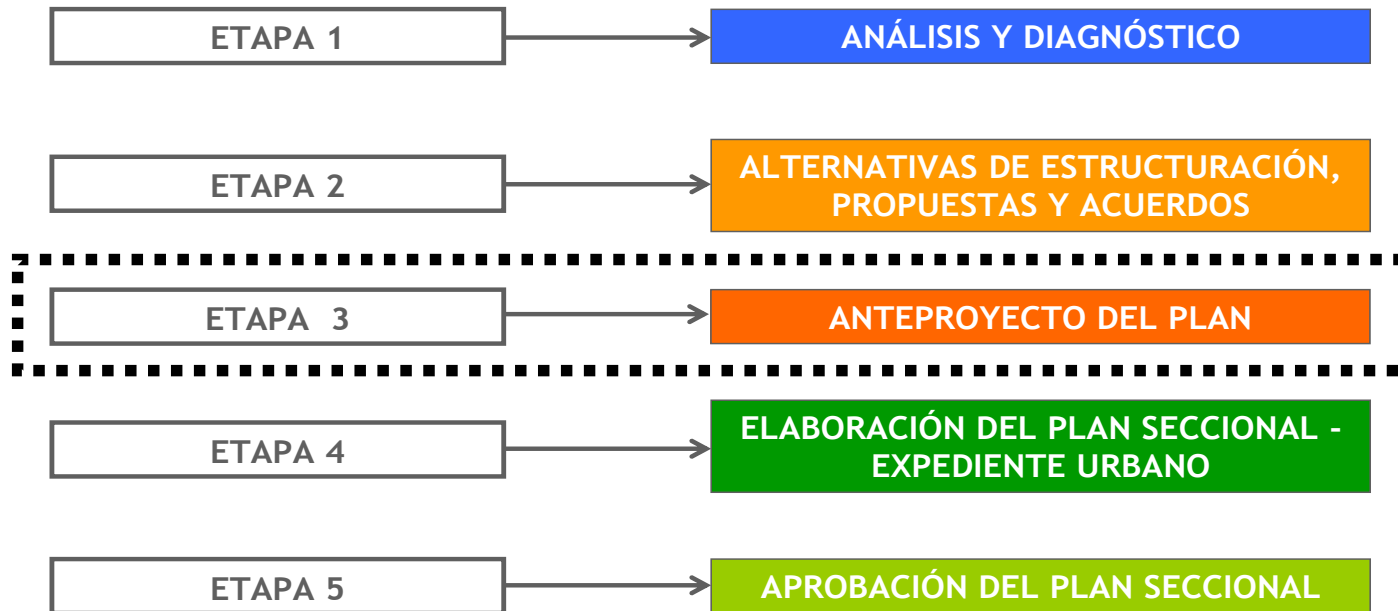 ETAPA 1
ANÁLISIS Y DIAGNÓSTICO
ETAPA 2
ALTERNATIVAS DE ESTRUCTURACIÓN,
PROPUESTAS Y ACUERDOS
ETAPA 3
ANTEPROYECTO DEL PLAN
ETAPA 4
ELABORACIÓN DEL PLAN SECCIONAL -
EXPEDIENTE URBANO
ETAPA 5
APROBACIÓN DEL PLAN SECCIONAL